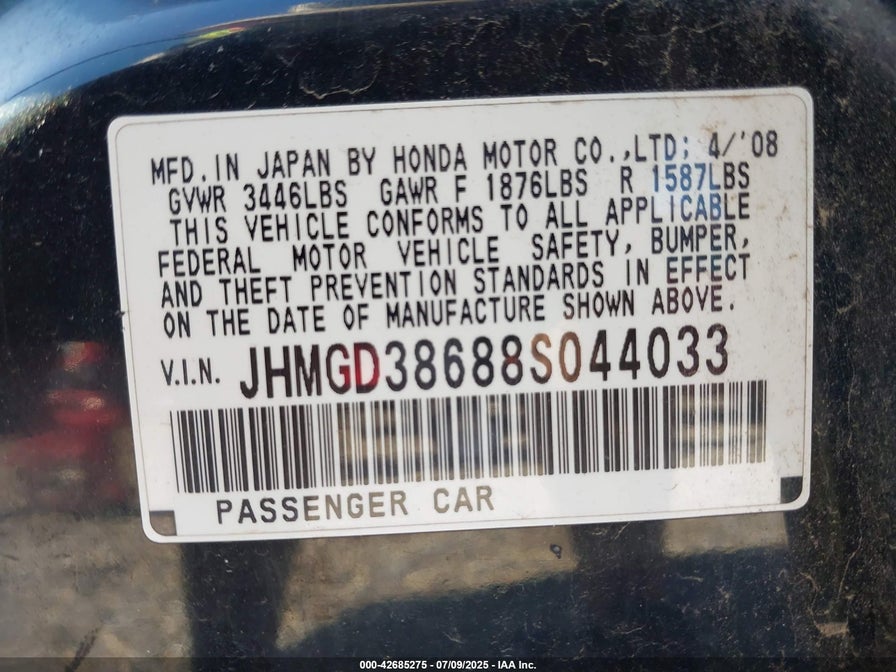 MFD. IN JAPAN BY HONDA MOTOR CO., LTD; 4/'08
GVWR 3446LBS GAWR F 1876LBS R 1587LBS
THIS VEHICLE CONFORMS TO ALL APPLICABLE
FEDERAL MOTOR VEHICLE SAFETY, BUMPER,
AND THEFT PREVENTION STANDARDS IN EFFECT
ON THE DATE OF MANUFACTURE SHOWN ABOVE.
V.I.N. JHMGD38688S044033
PASSENGER CAR
000-42685275 - 07/09/2025 - IAA Inc.